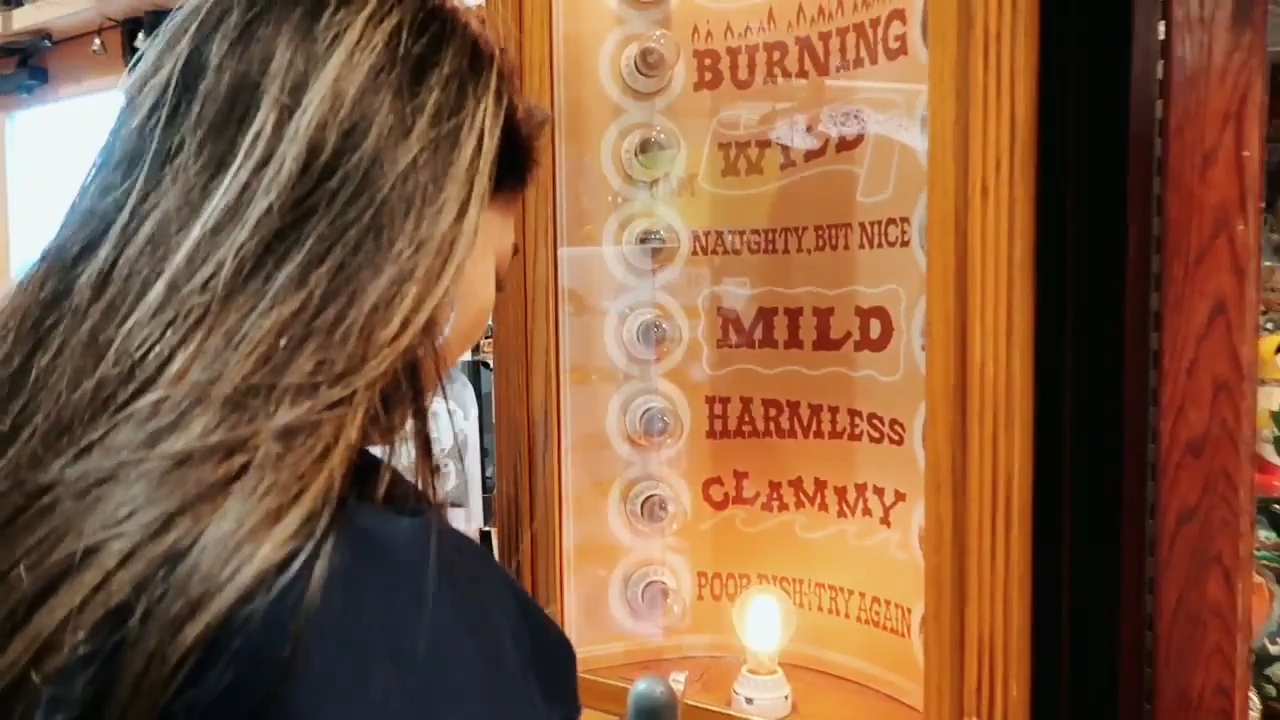 BURNING
WILD
NAUGHTY, BUT NICE
MILD
HARMLESS
CLAMMY
POOR FISH: TRY AGAIN